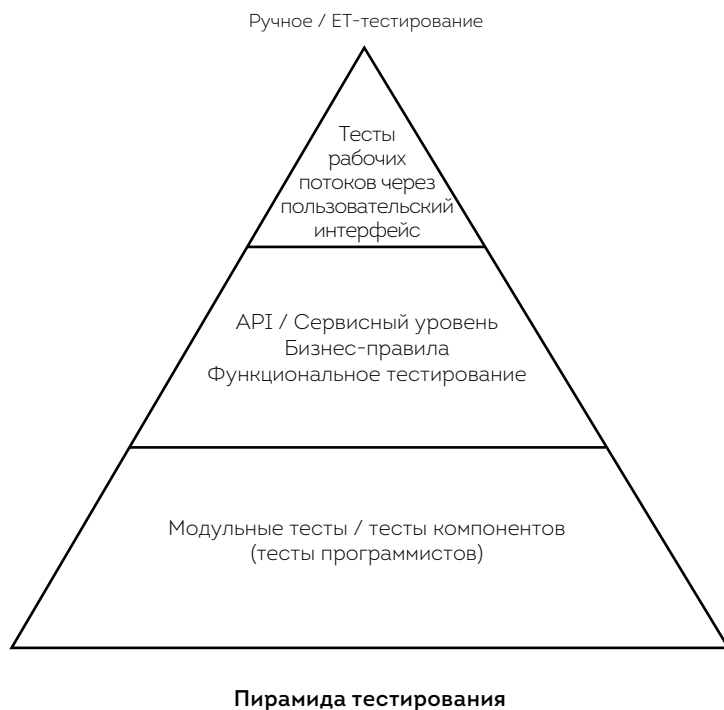 Ручное / ET-тестирование
Тесты
рабочих
потоков через
пользовательский
интерфейс
API / Сервисный уровень
Бизнес-правила
Функциональное тестирование
Модульные тесты / тесты компонентов
(тесты программистов)
Пирамида тестирования